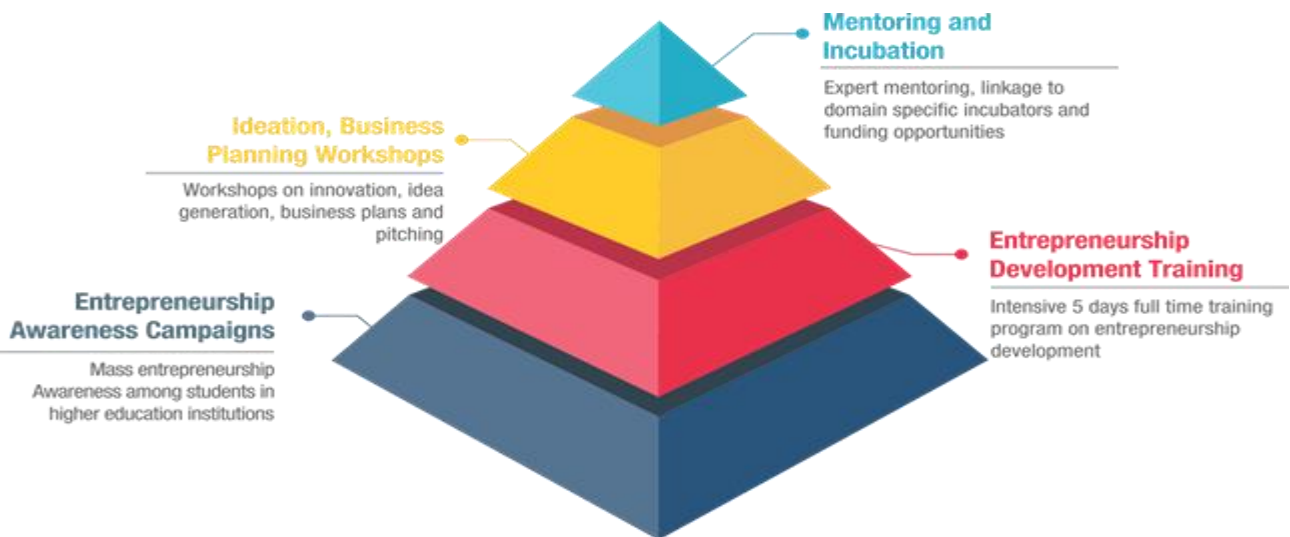 Mentoring and
Incubation
Expert mentoring, linkage to
domain specific incubators and
funding opportunities
Ideation, Business
Planning Workshops
Workshops on innovation, idea
generation, business plans and
pitching
Entrepreneurship
Development Training
Intensive 5 days full time training
program on entrepreneurship
development
Entrepreneurship
Awareness Campaigns
Mass entrepreneurship
Awareness among students in
higher education institutions